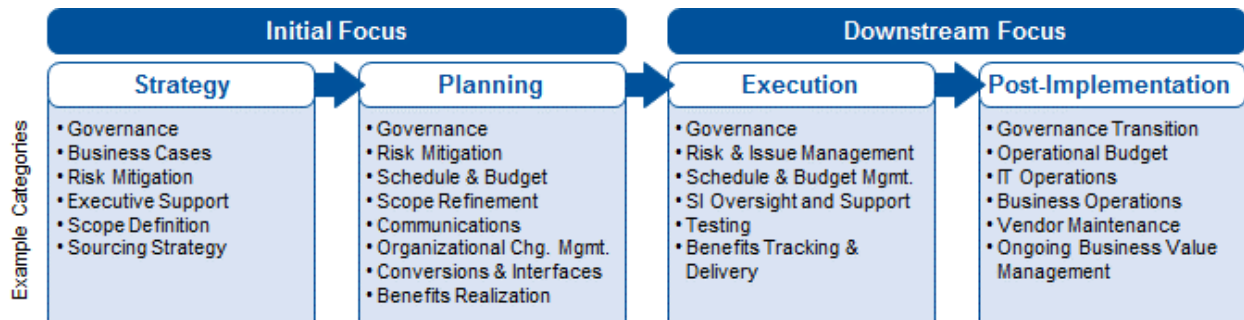 Initial Focus
Downstream Focus
Strategy
Planning
Execution
Post-Implementation
Example Categories
• Governance
• Business Cases
• Risk Mitigation
• Executive Support
• Scope Definition
• Sourcing Strategy
• Governance
• Risk Mitigation
• Schedule & Budget
• Scope Refinement
• Communications
• Organizational Chg. Mgmt.
• Conversions & Interfaces
• Benefits Realization
• Governance
• Risk & Issue Management
• Schedule & Budget Mgmt.
• SI Oversight and Support
• Testing
• Benefits Tracking &
Delivery
• Governance Transition
• Operational Budget
• IT Operations
• Business Operations
• Vendor Maintenance
• Ongoing Business Value
Management